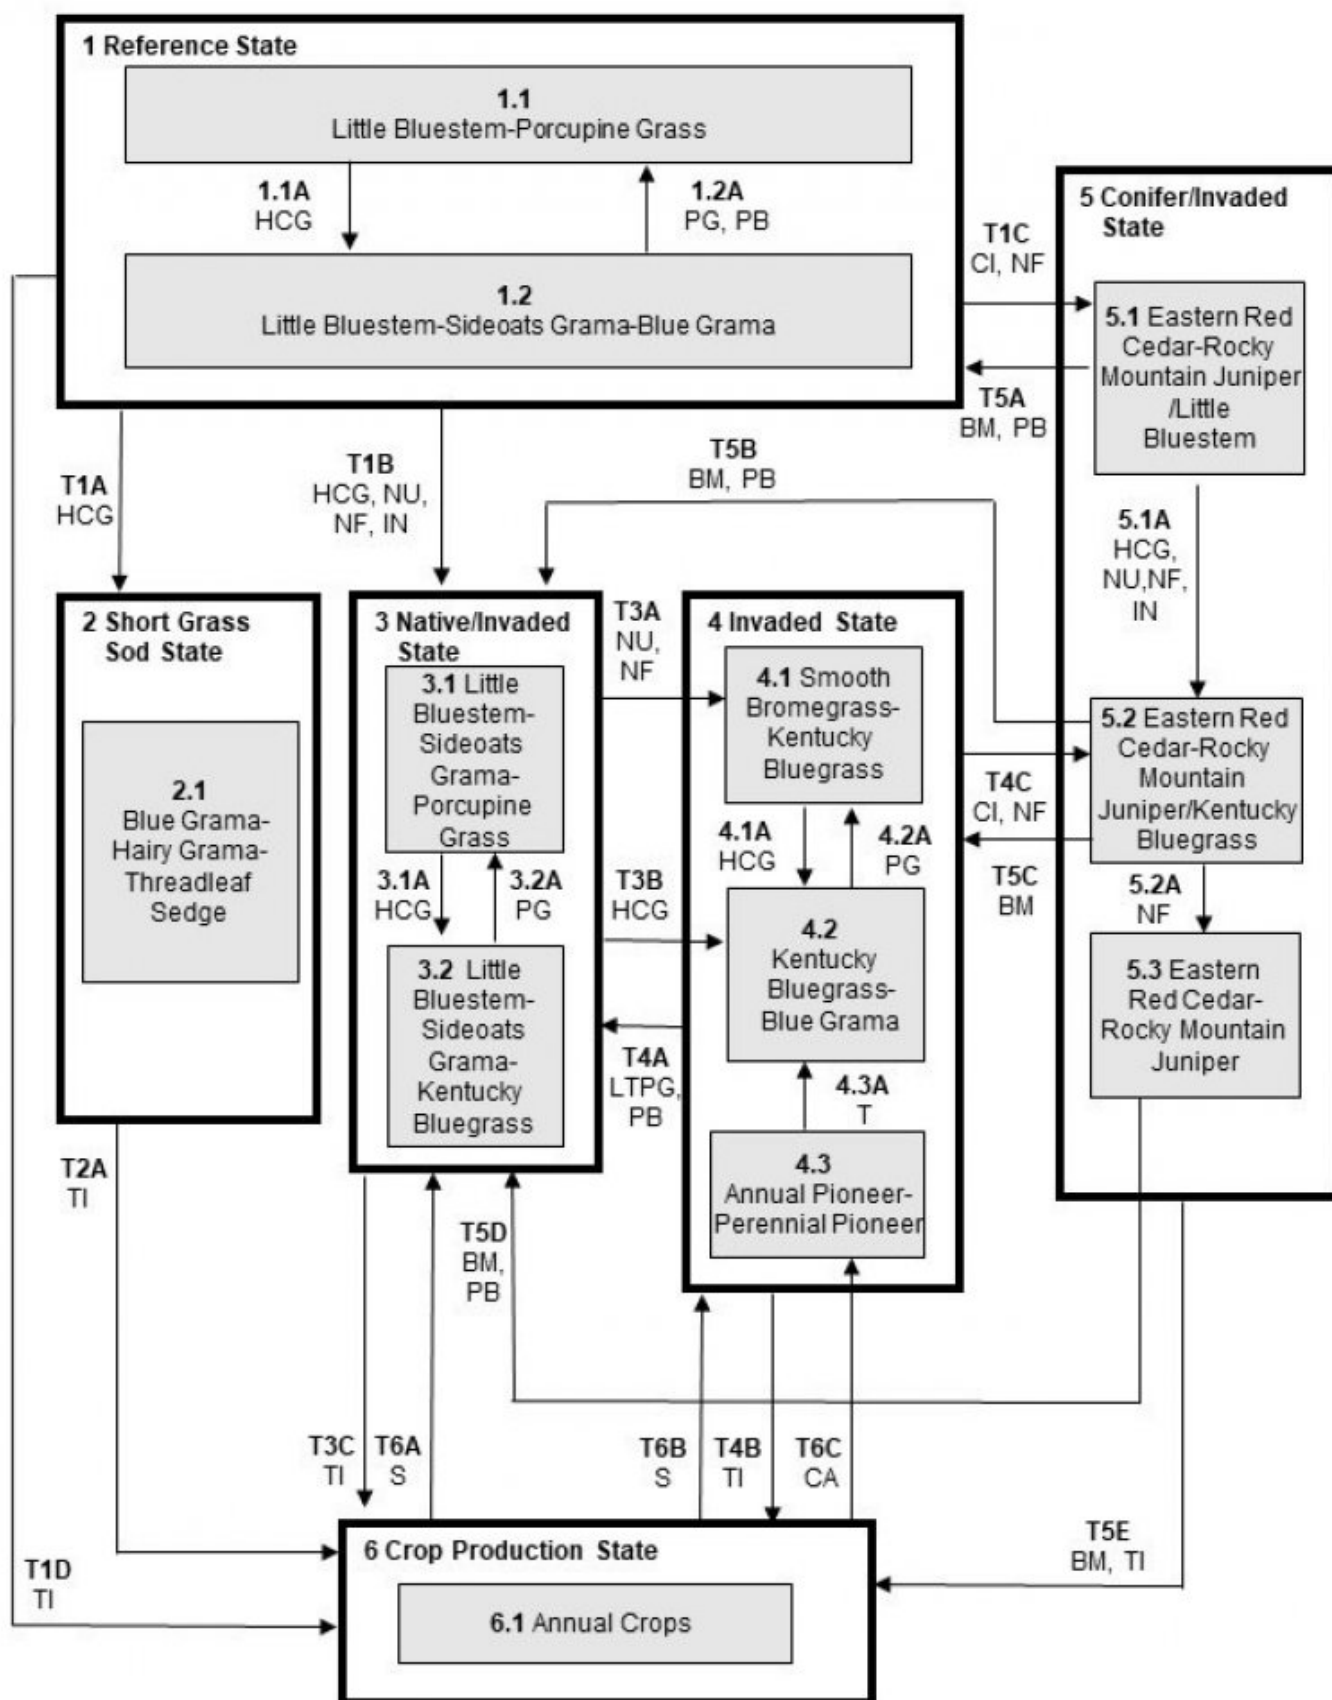 1 Reference State
1.1
Little Bluestem-Porcupine Grass
1.1A
HCG
1.2A
PG, PB
1.2
Little Bluestem-Sideoats Grama-Blue Grama
T1C
CI, NF
T5A
BM, PB
5 Conifer/Invaded
State
5.1 Eastern Red
Cedar-Rocky
Mountain Juniper
/Little
Bluestem
5.1A
HCG,
NU,NF,
IN
5.2 Eastern Red
Cedar-Rocky
Mountain
Juniper/Kentucky
Bluegrass
5.2A
NF
5.3 Eastern
Red Cedar-
Rocky Mountain
Juniper
T1A
HCG
T1B
HCG, NU,
NF, IN
T5B
BM, PB
2 Short Grass
Sod State
2.1
Blue Grama-
Hairy Grama-
Threadleaf
Sedge
3 Native/Invaded
State
3.1 Little
Bluestem-
Sideoats
Grama-
Porcupine
Grass
3.1A
HCG
3.2A
PG
3.2 Little
Bluestem-
Sideoats
Grama-
Kentucky
Bluegrass
T3A
NU,
NF
T3B
HCG
T4A
LTPG,
PB
4 Invaded State
4.1 Smooth
Bromegrass-
Kentucky
Bluegrass
4.1A
HCG
4.2A
PG
4.2
Kentucky
Bluegrass-
Blue Grama
4.3A
T
4.3
Annual Pioneer-
Perennial Pioneer
T4C
CI, NF
T5C
BM
T2A
TI
T5D
BM,
PB
T3C
TI
T6A
S
T6B
S
T4B
TI
T6C
CA
T5E
BM, TI
T1D
TI
6 Crop Production State
6.1 Annual Crops